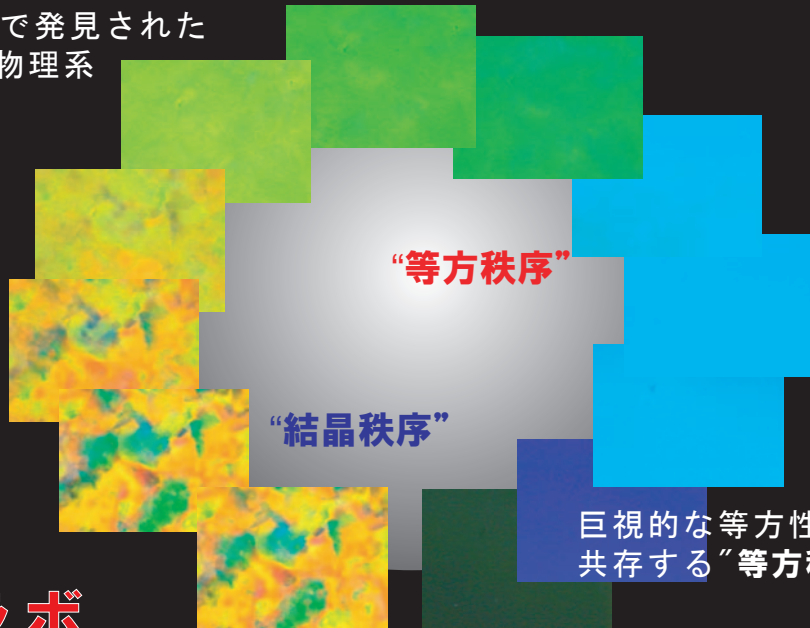 で発見された
物理系
“等方秩序”
“結晶秩序”
巨視的な等方性
共存する″等方
ボ